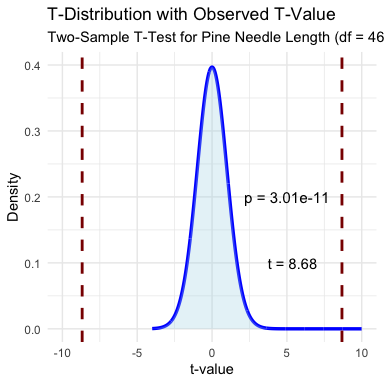 T-Distribution with Observed T-Value
Two-Sample T-Test for Pine Needle Length (df = 46
0.4
0.3
0.2
0.1
0.0
Density
p = 3.01e-11
t = 8.68
-10
-5
0
5
10
t-value